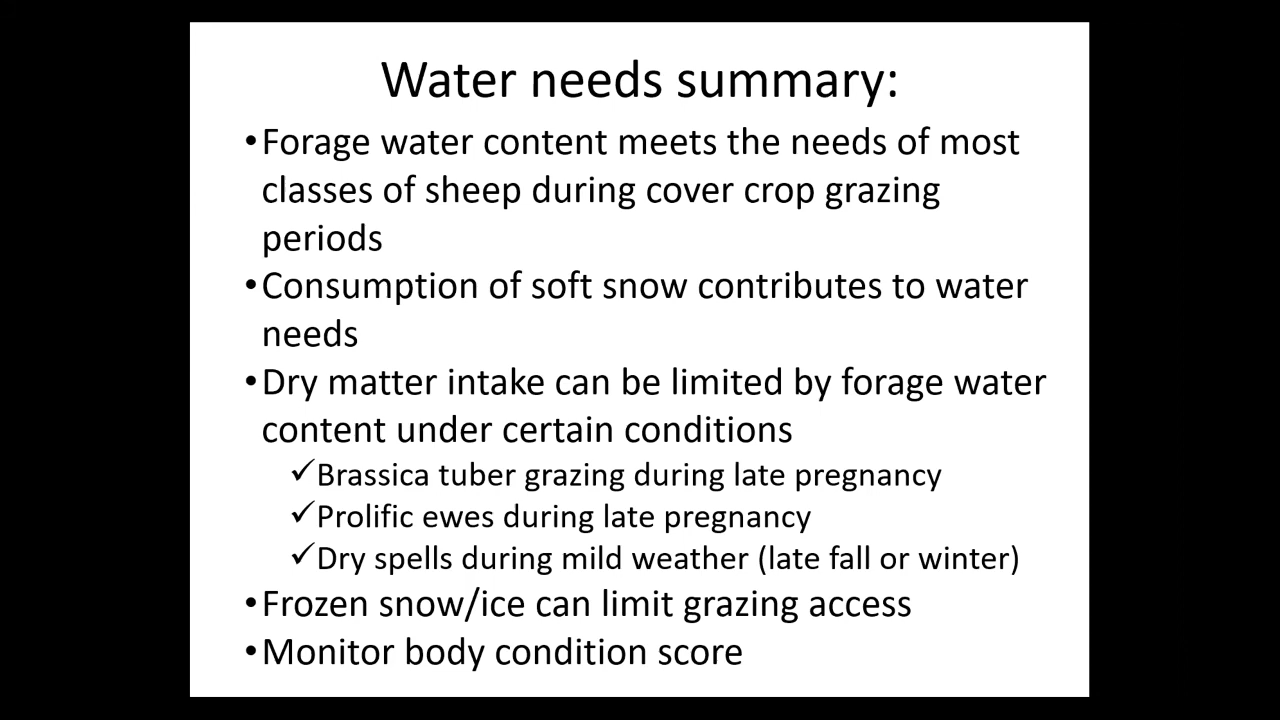 Water needs summary:
•Forage water content meets the needs of most
classes of sheep during cover crop grazing
periods
•Consumption of soft snow contributes to water
needs
•Dry matter intake can be limited by forage water
content under certain conditions
✓Brassica tuber grazing during late pregnancy
✓Prolific ewes during late pregnancy
✓Dry spells during mild weather (late fall or winter)
•Frozen snow/ice can limit grazing access
•Monitor body condition score